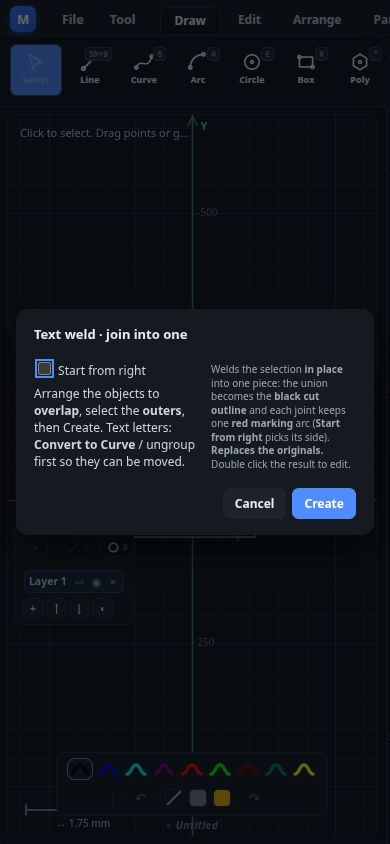 M File Tool Draw Edit Arrange
Sh+B B A E R *
Select Line Curve Arc Circle Box Poly
Click to select. Drag points or g...
Y
-500
Text weld · join into one
Start from right
Arrange the objects to
overlap, select the outers,
then Create. Text letters:
Convert to Curve / ungroup
first so they can be moved.
Welds the selection in place
into one piece: the union
becomes the black cut
outline and each joint keeps
one red marking arc (Start
from right picks its side).
Replaces the originals.
Double click the result to edit.
Cancel Create
3
Layer 1
250
↔ 1.75 mm
Untitled